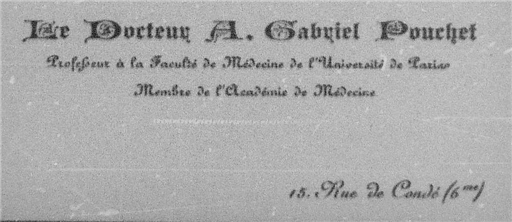 Le Docteur A. Gabriel Pouchet
Professeur à la Faculté de Médecine de l'Université de Paris
Membre de l'Académie de Médecine
15. Rue de Condé (6me)